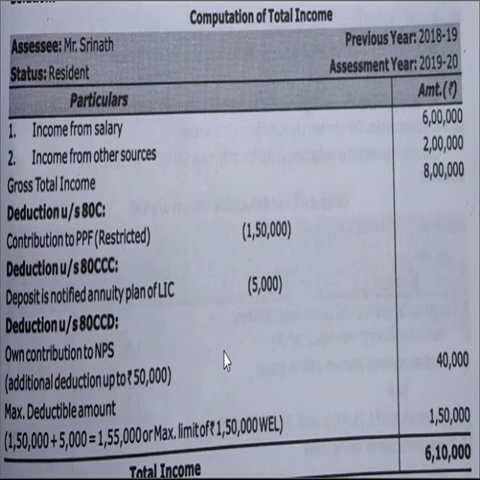 Computation of Total Income
Assessee: Mr. Srinath Previous Year: 2018-19
Status: Resident Assessment Year: 2019-20
Particulars Amt.(₹)
1. Income from salary 6,00,000
2. Income from other sources 2,00,000
Gross Total Income 8,00,000
Deduction u/s 80C:
Contribution to PPF (Restricted) (1,50,000)
Deduction u/s 80CCC:
Deposit is notified annuity plan of LIC (5,000)
Deduction u/s 80CCD:
Own contribution to NPS
(additional deduction upto ₹ 50,000) 40,000
Max. Deductible amount
(1,50,000 + 5,000 = 1,55,000 or Max. limit of ₹ 1,50,000 WEL) 1,50,000
Total Income 6,10,000